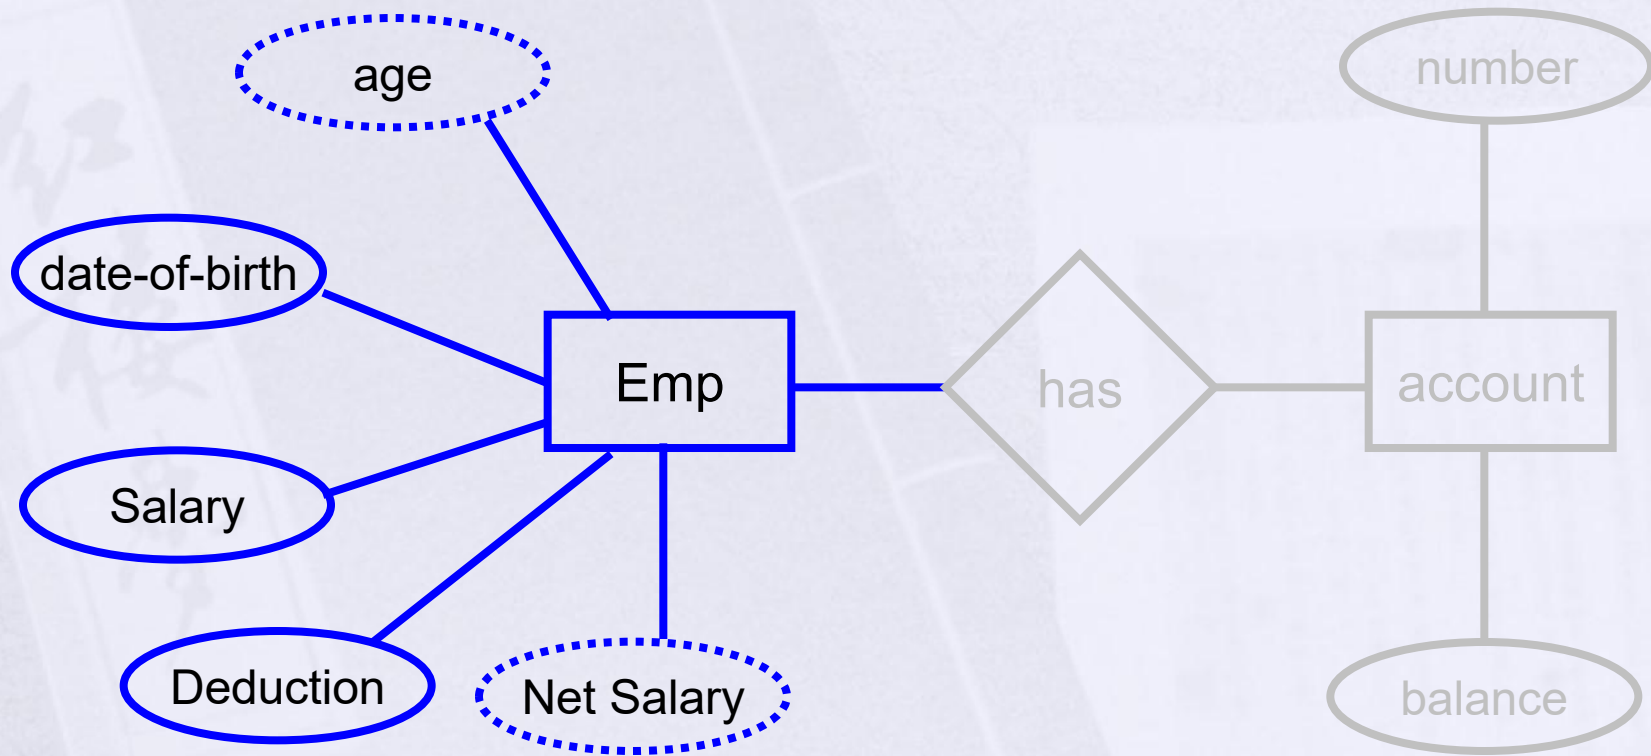 age
number
date-of-birth
Emp
has
account
Salary
Deduction
Net Salary
balance